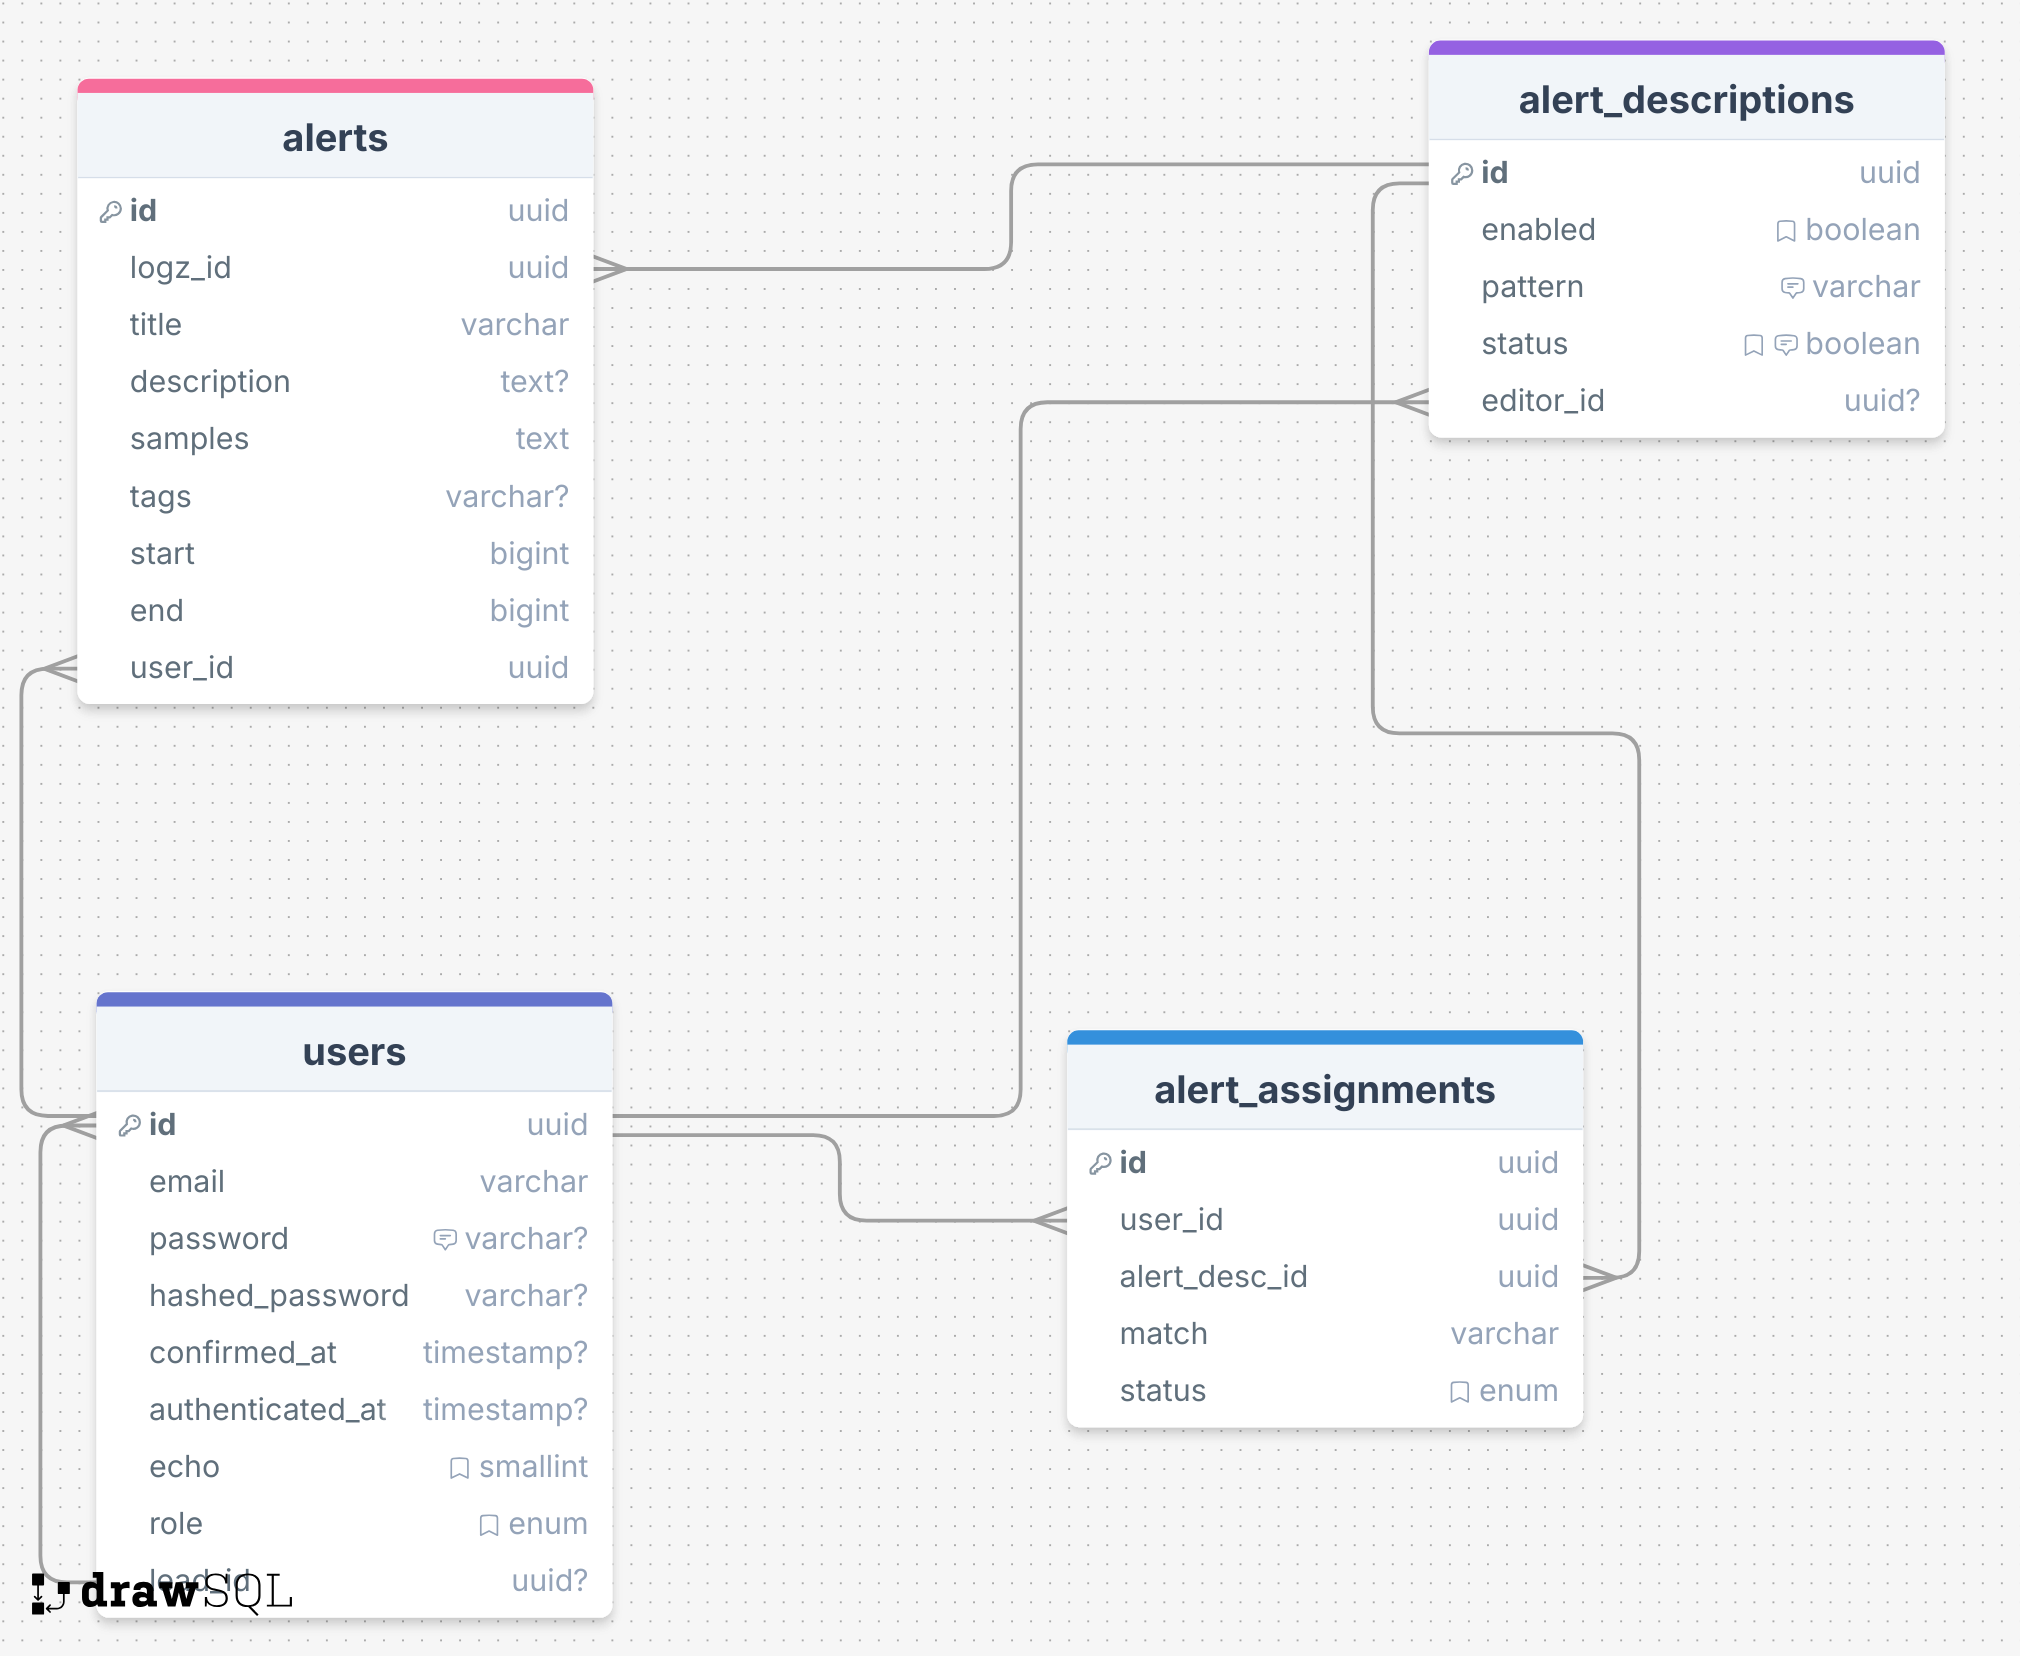 alerts
id uuid
logz_id uuid
title varchar
description text?
samples text
tags varchar?
start bigint
end bigint
user_id uuid
alert_descriptions
id uuid
enabled boolean
pattern varchar
status boolean
editor_id uuid?
users
id uuid
email varchar
password varchar?
hashed_password varchar?
confirmed_at timestamp?
authenticated_at timestamp?
echo smallint
role enum
lead_id uuid?
alert_assignments
id uuid
user_id uuid
alert_desc_id uuid
match varchar
status enum
drawSQL